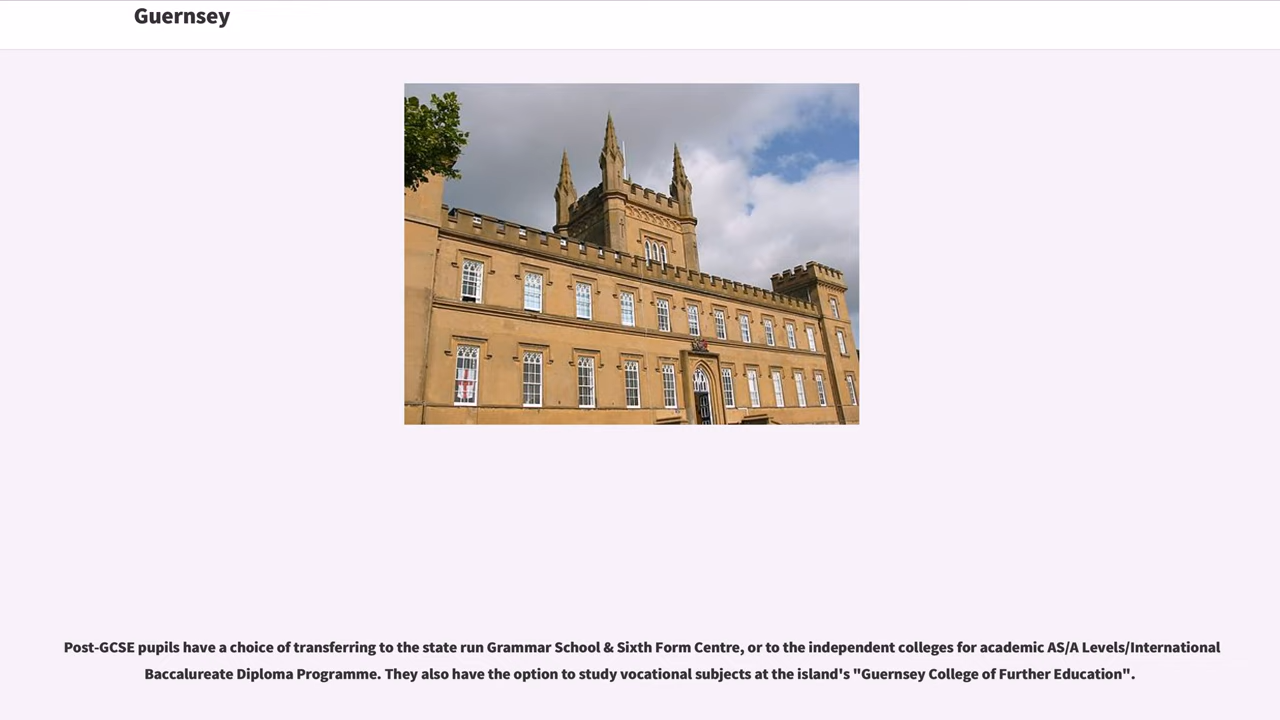 Guernsey
Post-GCSE pupils have a choice of transferring to the state run Grammar School & Sixth Form Centre, or to the independent colleges for academic AS/A Levels/International
Baccalaureate Diploma Programme. They also have the option to study vocational subjects at the island's "Guernsey College of Further Education".